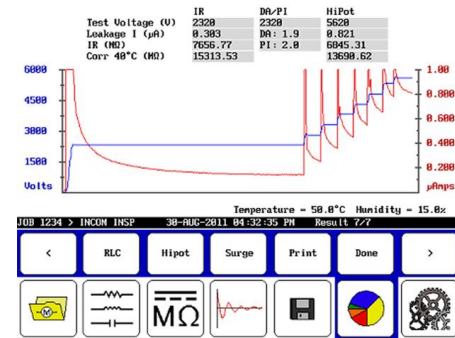 IR DA/PI HiPot
Test Voltage (V) 2320 2320 5620
Leakage I (µA) 0.303 DA: 1.9 0.821
IR (MΩ) 7656.77 PI: 2.0 6845.31
Corr 40°C (MΩ) 15313.53 13690.62
6000 1.00
4500 0.800
3000 0.600
1500 0.400
0.200
Volts µAmps
Temperature = 50.0°C Humidity = 15.0%
JOB 1234 > INCOM INSP 30-AUG-2011 04:32:35 PM Result 7/7
< RLC Hipot Surge Print Done >
M MΩ